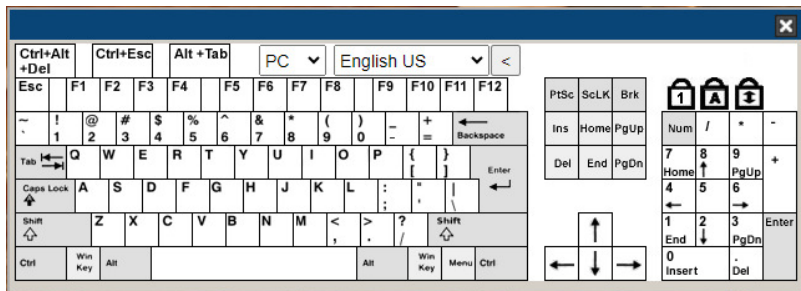 Ctrl+Alt +Del Ctrl+Esc Alt +Tab PC English US <
Esc F1 F2 F3 F4 F5 F6 F7 F8 F9 F10 F11 F12 PtSc ScLK Brk 1 A
~ ` ! 1 @ 2 # 3 $ 4 % 5 ^ 6 & 7 * 8 ( 9 ) 0 _ - + = Backspace Ins Home PgUp Num / * -
Tab Q W E R T Y U I O P { [ } ] Enter Del End PgDn 7 Home 8 ↑ 9 PgUp +
Caps Lock A S D F G H J K L : ; " ' | \ 4 ← 5 6 →
Shift Z X C V B N M < , > . ? / Shift ↑ 1 End 2 ↓ 3 PgDn Enter
Ctrl Win Key Alt Alt Win Key Menu Ctrl ← ↓ → 0 Insert . Del